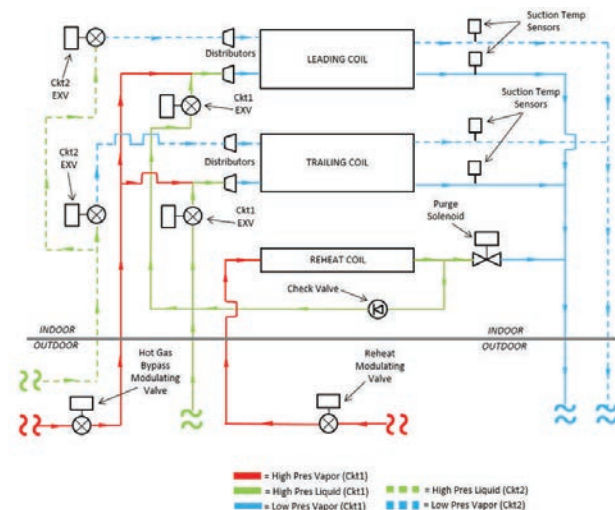 Suction Temp
Sensors
Ckt2
EXV
Distributors
LEADING COIL
Ckt1
EXV
Suction Temp
Sensors
Ckt2
EXV
Distributors
TRAILING COIL
Ckt1
EXV
Purge
Solenoid
REHEAT COIL
Check Valve
INDOOR
OUTDOOR
INDOOR
OUTDOOR
Hot Gas
Bypass
Modulating
Valve
Reheat
Modulating
Valve
= High Pres Vapor (Ckt1)
= High Pres Liquid (Ckt1)
= Low Pres Vapor (Ckt1)
= High Pres Liquid (Ckt2)
= Low Pres Vapor (Ckt2)